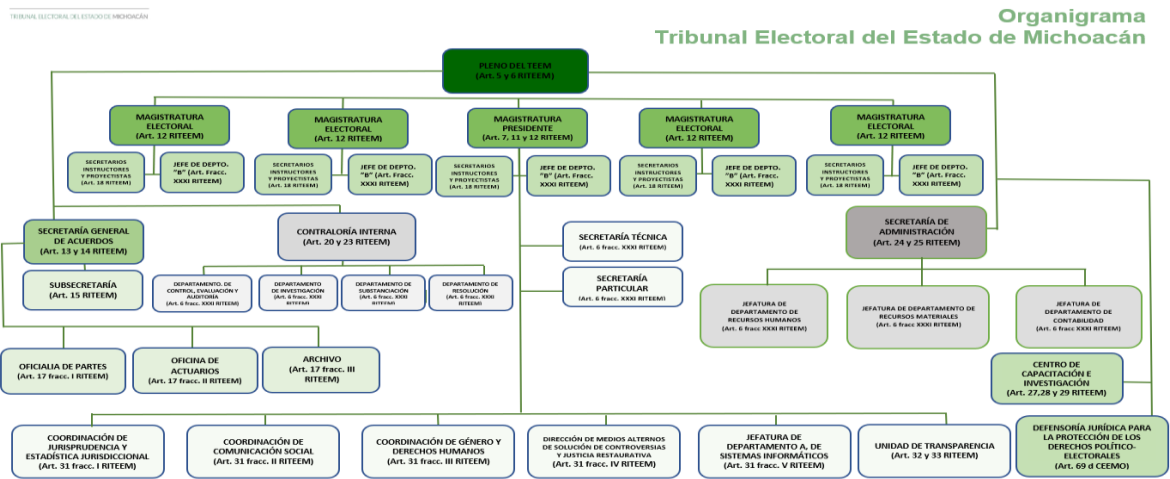 TRIBUNAL ELECTORAL DEL ESTADO DE MICHOACÁN
Organigrama
Tribunal Electoral del Estado de Michoacán
PLENO DEL TEEM
(Art. 5 y 6 RITEEM)
MAGISTRATURA
ELECTORAL
(Art. 12 RITEEM)
MAGISTRATURA
ELECTORAL
(Art. 12 RITEEM)
MAGISTRATURA
PRESIDENTE
(Art. 7, 11 y 12 RITEEM)
MAGISTRATURA
ELECTORAL
(Art. 12 RITEEM)
MAGISTRATURA
ELECTORAL
(Art. 12 RITEEM)
SECRETARIOS
INSTRUCTORES
Y PROYECTISTAS
(Art. 18 RITEEM)
JEFE DE DEPTO.
"B" (Art. Fracc.
XXXI RITEEM)
SECRETARIOS
INSTRUCTORES
Y PROYECTISTAS
(Art. 18 RITEEM)
JEFE DE DEPTO.
"B" (Art. Fracc.
XXXI RITEEM)
SECRETARIOS
INSTRUCTORES
Y PROYECTISTAS
(Art. 18 RITEEM)
JEFE DE DEPTO.
"B" (Art. Fracc.
XXXI RITEEM)
SECRETARIOS
INSTRUCTORES
Y PROYECTISTAS
(Art. 18 RITEEM)
JEFE DE DEPTO.
"B" (Art. Fracc.
XXXI RITEEM)
SECRETARIOS
INSTRUCTORES
Y PROYECTISTAS
(Art. 18 RITEEM)
JEFE DE DEPTO.
"B" (Art. Fracc.
XXXI RITEEM)
SECRETARÍA GENERAL
DE ACUERDOS
(Art. 13 y 14 RITEEM)
CONTRALORÍA INTERNA
(Art. 20 y 23 RITEEM)
SECRETARÍA TÉCNICA
(Art. 6 fracc. XXXI RITEEM)
SECRETARÍA DE
ADMINISTRACIÓN
(Art. 24 y 25 RITEEM)
SUBSECRETARÍA
(Art. 15 RITEEM)
DEPARTAMENTO. DE
CONTROL, EVALUACIÓN Y
AUDITORÍA
(Art. 6 fracc. XXXI RITEEM)
DEPARTAMENTO
DE INVESTIGACIÓN
(Art. 6 fracc. XXXI
RITEEM)
DEPARTAMENTO DE
SUBSTANCIACIÓN
(Art. 6 fracc. XXXI
RITEEM)
DEPARTAMENTO DE
RESOLUCIÓN
(Art. 6 fracc. XXXI
RITEEM)
SECRETARÍA
PARTICULAR
(Art. 6 fracc. XXXI RITEEM)
JEFATURA DE
DEPARTAMENTO DE
RECURSOS HUMANOS
(Art. 6 fracc XXXI RITEEM)
JEFATURA DE DEPARTAMENTO DE
RECURSOS MATERIALES
(Art. 6 fracc XXXI RITEEM)
JEFATURA DE
DEPARTAMENTO DE
CONTABILIDAD
(Art. 6 fracc XXXI RITEEM)
OFICIALIA DE PARTES
(Art. 17 fracc. I RITEEM)
OFICINA DE
ACTUARIOS
(Art. 17 fracc. II RITEEM)
ARCHIVO
(Art. 17 fracc. III
RITEEM)
CENTRO DE
CAPACITACIÓN E
INVESTIGACIÓN
(Art. 27,28 y 29 RITEEM)
COORDINACIÓN DE
JURISPRUDENCIA Y
ESTADÍSTICA JURISDICCIONAL
(Art. 31 fracc. I RITEEM)
COORDINACIÓN DE
COMUNICACIÓN SOCIAL
(Art. 31 fracc. II RITEEM)
COORDINACIÓN DE GÉNERO Y
DERECHOS HUMANOS
(Art. 31 fracc. III RITEEM)
DIRECCIÓN DE MEDIOS ALTERNOS
DE SOLUCIÓN DE CONTROVERSIAS
Y JUSTICIA RESTAURATIVA
(Art. 31 fracc. IV RITEEM)
JEFATURA DE
DEPARTAMENTO A, DE
SISTEMAS INFORMÁTICOS
(Art. 31 fracc. V RITEEM)
UNIDAD DE TRANSPARENCIA
(Art. 32 y 33 RITEEM)
DEFENSORÍA JURÍDICA PARA
LA PROTECCIÓN DE LOS
DERECHOS POLÍTICO-
ELECTORALES
(Art. 69 d CEEMO)